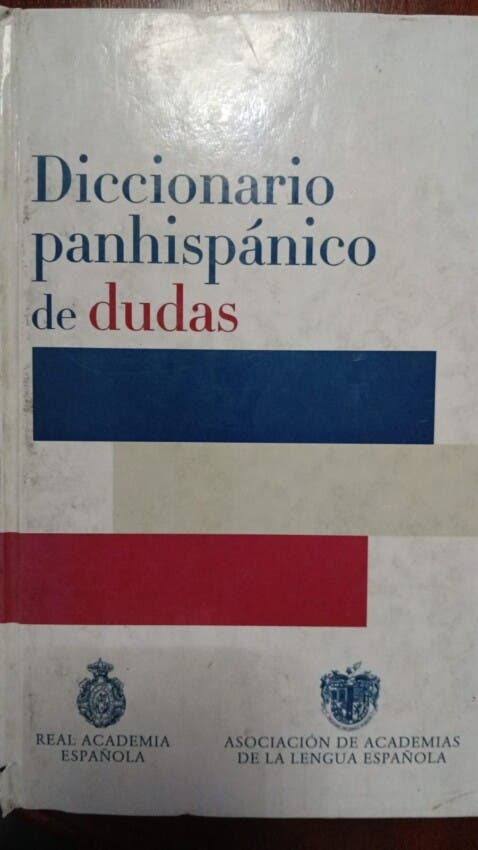 Diccionario
panhispánico
de dudas
REAL ACADEMIA
ESPAÑOLA
ASOCIACIÓN DE ACADEMIAS
DE LA LENGUA ESPAÑOLA